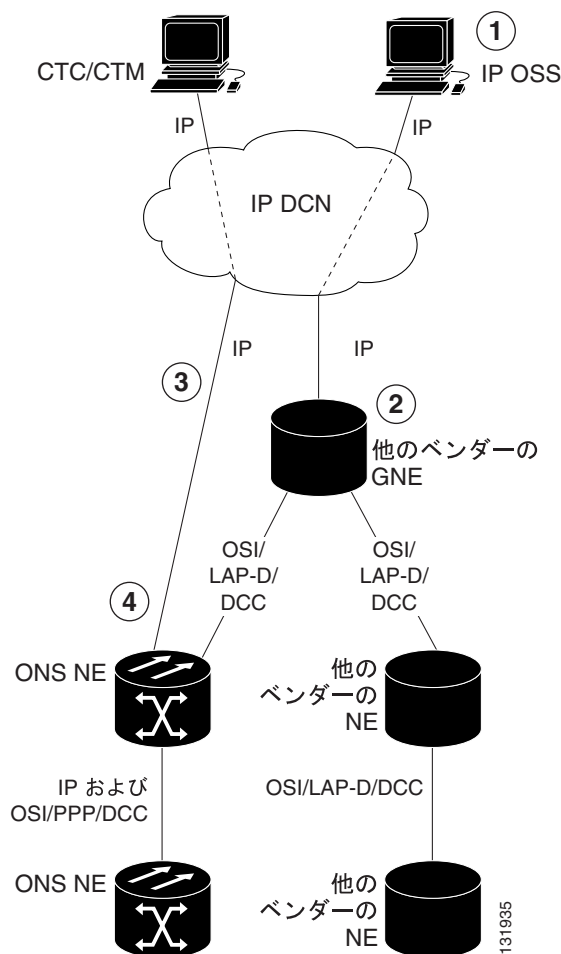 1
CTC/CTM
IP OSS
IP
IP
IP DCN
IP
IP
3
2
他のベンダーの
GNE
OSI/
LAP-D/
DCC
OSI/
LAP-D/
DCC
4
ONS NE
他の
ベンダーの
NE
IP および
OSI/PPP/DCC
OSI/LAP-D/DCC
ONS NE
他の
ベンダーの
NE
131935